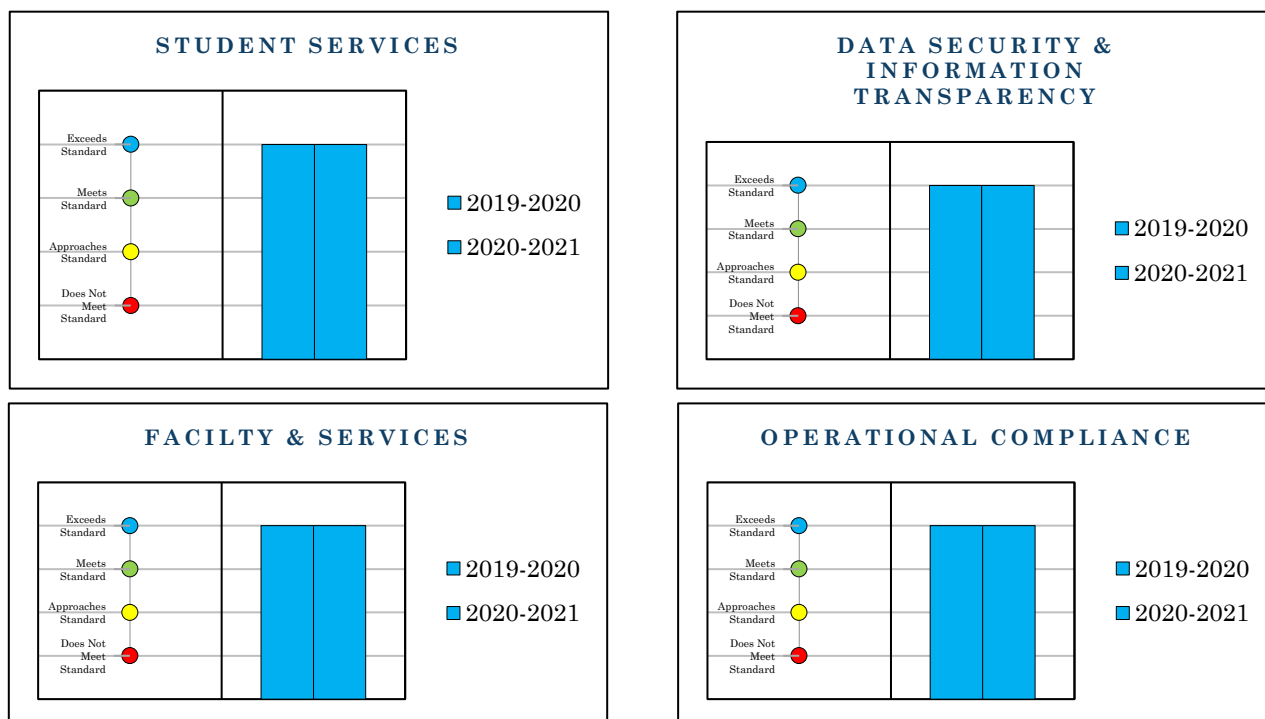 STUDENT SERVICES
Exceeds
Standard
Meets
Standard
Approaches
Standard
Does Not
Meet
Standard
2019-2020
2020-2021
DATA SECURITY &
INFORMATION
TRANSPARENCY
Exceeds
Standard
Meets
Standard
Approaches
Standard
Does Not
Meet
Standard
2019-2020
2020-2021
FACILTY & SERVICES
Exceeds
Standard
Meets
Standard
Approaches
Standard
Does Not
Meet
Standard
2019-2020
2020-2021
OPERATIONAL COMPLIANCE
Exceeds
Standard
Meets
Standard
Approaches
Standard
Does Not
Meet
Standard
2019-2020
2020-2021